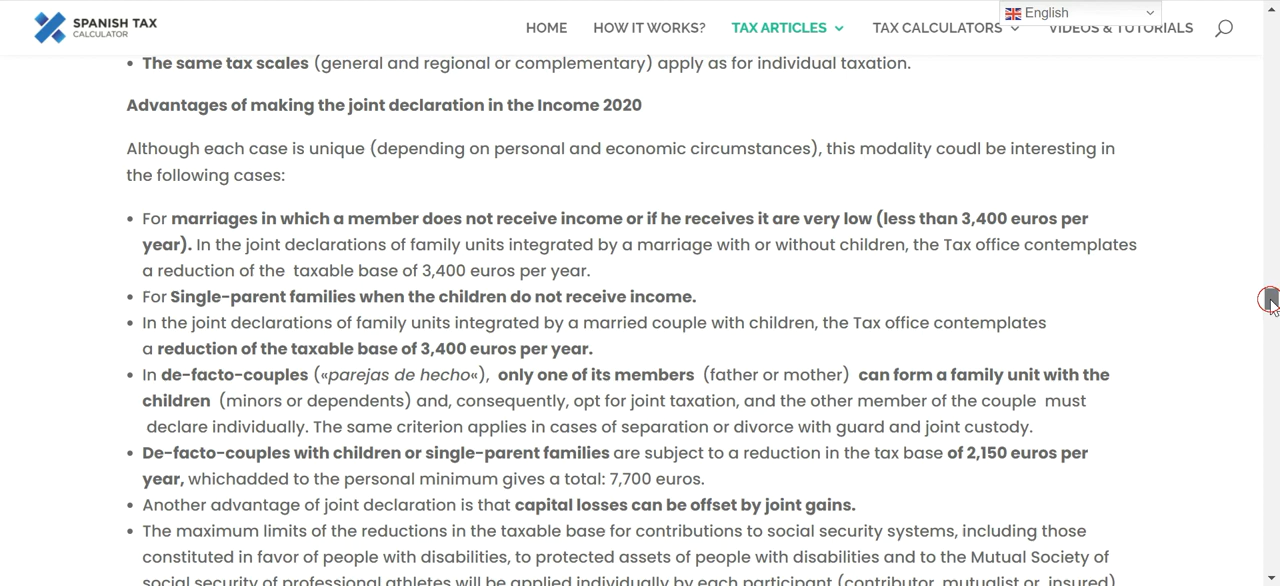 SPANISH TAX
CALCULATOR
HOME HOW IT WORKS? TAX ARTICLES TAX CALCULATORS VIDEOS & TUTORIALS
English
• The same tax scales (general and regional or complementary) apply as for individual taxation.
Advantages of making the joint declaration in the Income 2020
Although each case is unique (depending on personal and economic circumstances), this modality coudl be interesting in
the following cases:
• For marriages in which a member does not receive income or if he receives it are very low (less than 3,400 euros per
year). In the joint declarations of family units integrated by a marriage with or without children, the Tax office contemplates
a reduction of the taxable base of 3,400 euros per year.
• For Single-parent families when the children do not receive income.
• In the joint declarations of family units integrated by a married couple with children, the Tax office contemplates
a reduction of the taxable base of 3,400 euros per year.
• In de-facto-couples («parejas de hecho«), only one of its members (father or mother) can form a family unit with the
children (minors or dependents) and, consequently, opt for joint taxation, and the other member of the couple must
declare individually. The same criterion applies in cases of separation or divorce with guard and joint custody.
• De-facto-couples with children or single-parent families are subject to a reduction in the tax base of 2,150 euros per
year, whichadded to the personal minimum gives a total: 7,700 euros.
• Another advantage of joint declaration is that capital losses can be offset by joint gains.
• The maximum limits of the reductions in the taxable base for contributions to social security systems, including those
constituted in favor of people with disabilities, to protected assets of people with disabilities and to the Mutual Society of
social security of professional athletes will be applied individually by each participant (contributor, mutualist or insured)